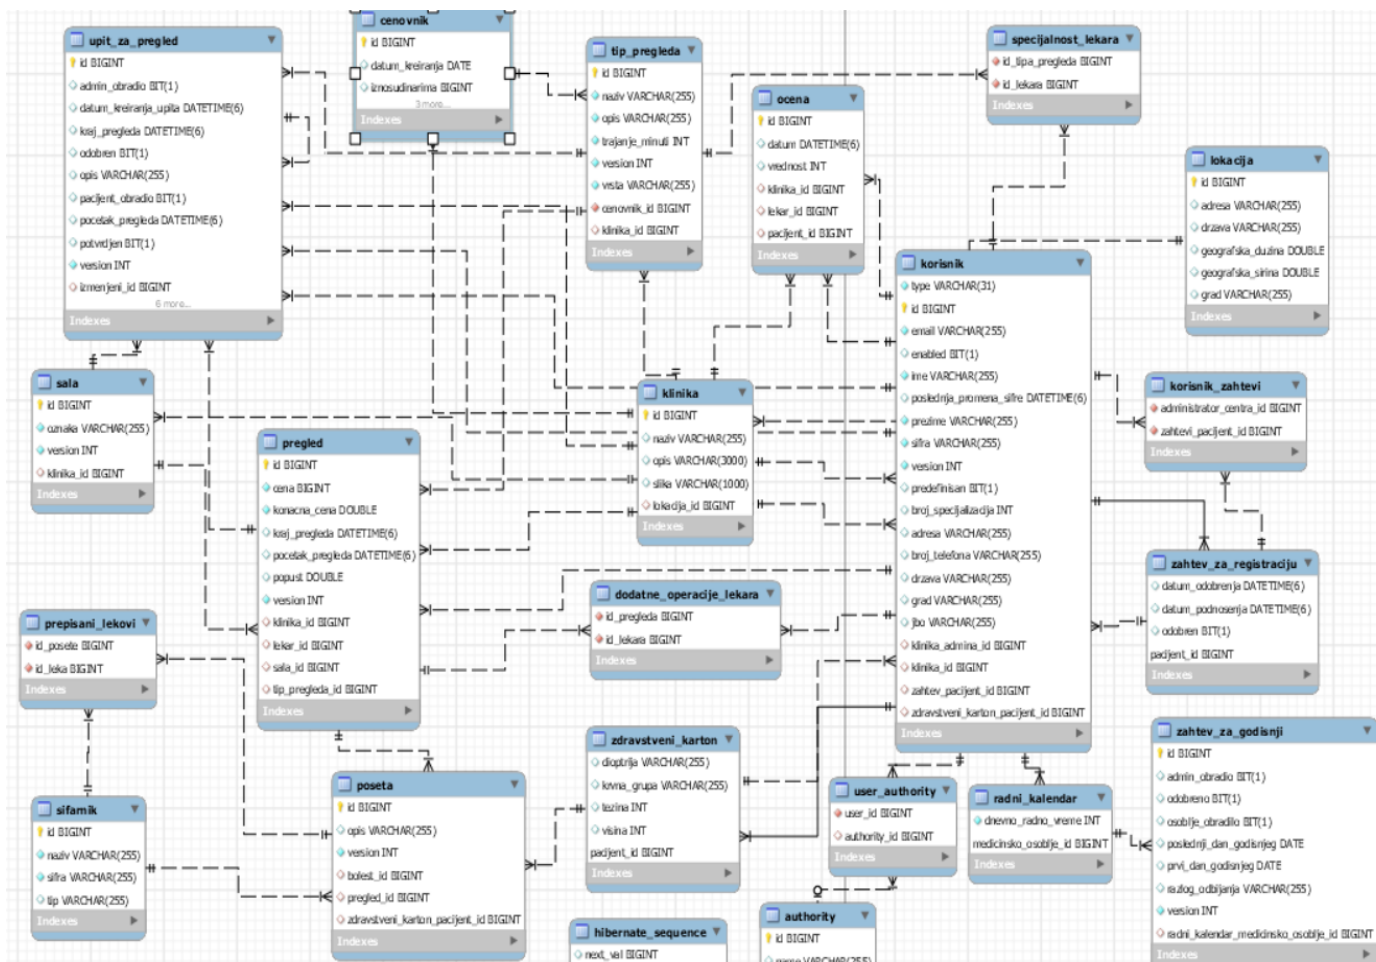 upit_za_pregled
id BIGINT
admin_obradio BIT(1)
datum_kreiranja_upita DATETIME(6)
kraj_pregleda DATETIME(6)
odobren BIT(1)
opis VARCHAR(255)
pacijent_obradio BIT(1)
pocetak_pregleda DATETIME(6)
potvrdjen BIT(1)
version INT
izmenjeni_id BIGINT
6 more...
Indexes
cenovnik
id BIGINT
datum_kreiranja DATE
iznosudinarima BIGINT
3 more...
Indexes
tip_pregleda
id BIGINT
naziv VARCHAR(255)
opis VARCHAR(255)
trajanje_minuti INT
version INT
vrsta VARCHAR(255)
cenovnik_id BIGINT
klinika_id BIGINT
Indexes
ocena
id BIGINT
datum DATETIME(6)
vrednost INT
klinika_id BIGINT
lekar_id BIGINT
pacijent_id BIGINT
Indexes
specijalnost_lekara
id_tipa_pregleda BIGINT
id_lekara BIGINT
Indexes
lokacija
id BIGINT
adresa VARCHAR(255)
drzava VARCHAR(255)
geografska_duzina DOUBLE
geografska_sirina DOUBLE
grad VARCHAR(255)
Indexes
korisnik
type VARCHAR(31)
id BIGINT
email VARCHAR(255)
enabled BIT(1)
ime VARCHAR(255)
poslednja_promena_sifre DATETIME(6)
prezime VARCHAR(255)
sifra VARCHAR(255)
version INT
predefinisan BIT(1)
broj_specijalizacija INT
adresa VARCHAR(255)
broj_telefona VARCHAR(255)
drzava VARCHAR(255)
grad VARCHAR(255)
jbo VARCHAR(255)
klinika_admina_id BIGINT
klinika_id BIGINT
zahtev_pacijent_id BIGINT
zdravstveni_karton_pacijent_id BIGINT
Indexes
sala
id BIGINT
oznaka VARCHAR(255)
version INT
klinika_id BIGINT
Indexes
pregled
id BIGINT
cena BIGINT
konacna_cena DOUBLE
kraj_pregleda DATETIME(6)
pocetak_pregleda DATETIME(6)
popust DOUBLE
version INT
klinika_id BIGINT
lekar_id BIGINT
sala_id BIGINT
tip_pregleda_id BIGINT
Indexes
klinika
id BIGINT
naziv VARCHAR(255)
opis VARCHAR(3000)
slika VARCHAR(1000)
lokacija_id BIGINT
Indexes
korisnik_zahtevi
administrator_centra_id BIGINT
zahtevi_pacijent_id BIGINT
Indexes
zahtev_za_registraciju
datum_odobrenja DATETIME(6)
datum_podnosenja DATETIME(6)
odobren BIT(1)
pacijent_id BIGINT
Indexes
dodatne_operacije_lekara
id_pregleda BIGINT
id_lekara BIGINT
Indexes
prepisani_lekovi
id_posete BIGINT
id_leka BIGINT
Indexes
zdravstveni_karton
dioptrija VARCHAR(255)
krvna_grupa VARCHAR(255)
tezina INT
visina INT
pacijent_id BIGINT
Indexes
zahtev_za_godisnji
id BIGINT
admin_obradio BIT(1)
odobreno BIT(1)
osoblje_obradilo BIT(1)
poslednji_dan_godisnjeg DATE
prvi_dan_godisnjeg DATE
razlog_odbijanja VARCHAR(255)
version INT
radni_kalendar_medicinsko_osoblje_id BIGINT
Indexes
sifarnik
id BIGINT
naziv VARCHAR(255)
sifra VARCHAR(255)
tip VARCHAR(255)
Indexes
poseta
id BIGINT
opis VARCHAR(255)
version INT
bolest_id BIGINT
pregled_id BIGINT
zdravstveni_karton_pacijent_id BIGINT
Indexes
user_authority
user_id BIGINT
authority_id BIGINT
Indexes
radni_kalendar
dnevno_radno_vreme INT
medicinsko_osoblje_id BIGINT
Indexes
hibernate_sequence
next_val BIGINT
authority
id BIGINT
name VARCHAR(255)